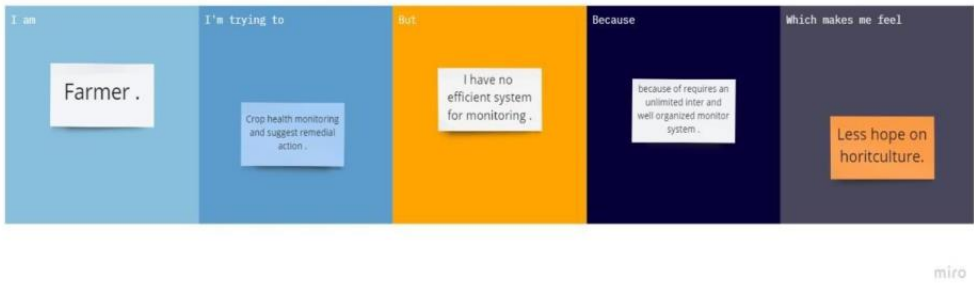 I am
Farmer .
I'm trying to
Crop health monitoring
and suggest remedial
action .
But
I have no
efficient system
for monitoring .
Because
because of requires an
unlimited inter and
well organized monitor
system .
Which makes me feel
Less hope on
horitculture.
miro